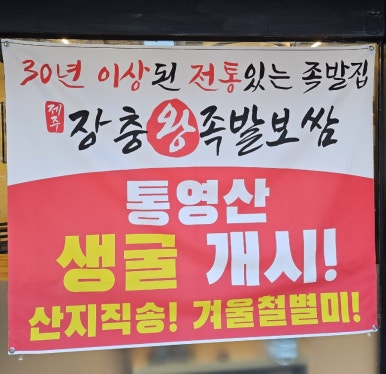 30년 이상된 전통있는 족발집
제주 장충왕족발보쌈
통영산
생굴 개시!
산지직송! 겨울철별미!